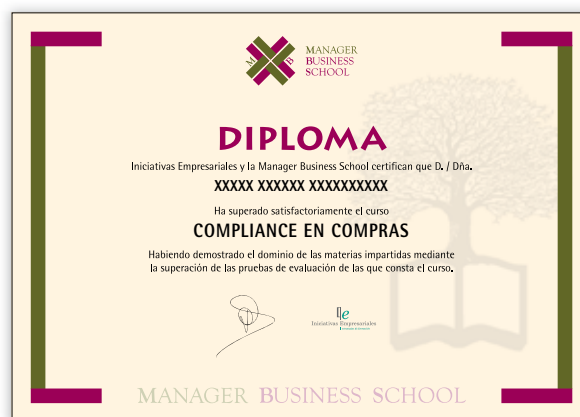 M B
MANAGER
BUSINESS
SCHOOL
DIPLOMA
Iniciativas Empresariales y la Manager Business School certifican que D. / Dña.
XXXXX XXXXXX XXXXXXXXXX
Ha superado satisfactoriamente el curso
COMPLIANCE EN COMPRAS
Habiendo demostrado el dominio de las materias impartidas mediante
la superación de las pruebas de evaluación de las que consta el curso.
Iniciativas Empresariales
MANAGER BUSINESS SCHOOL